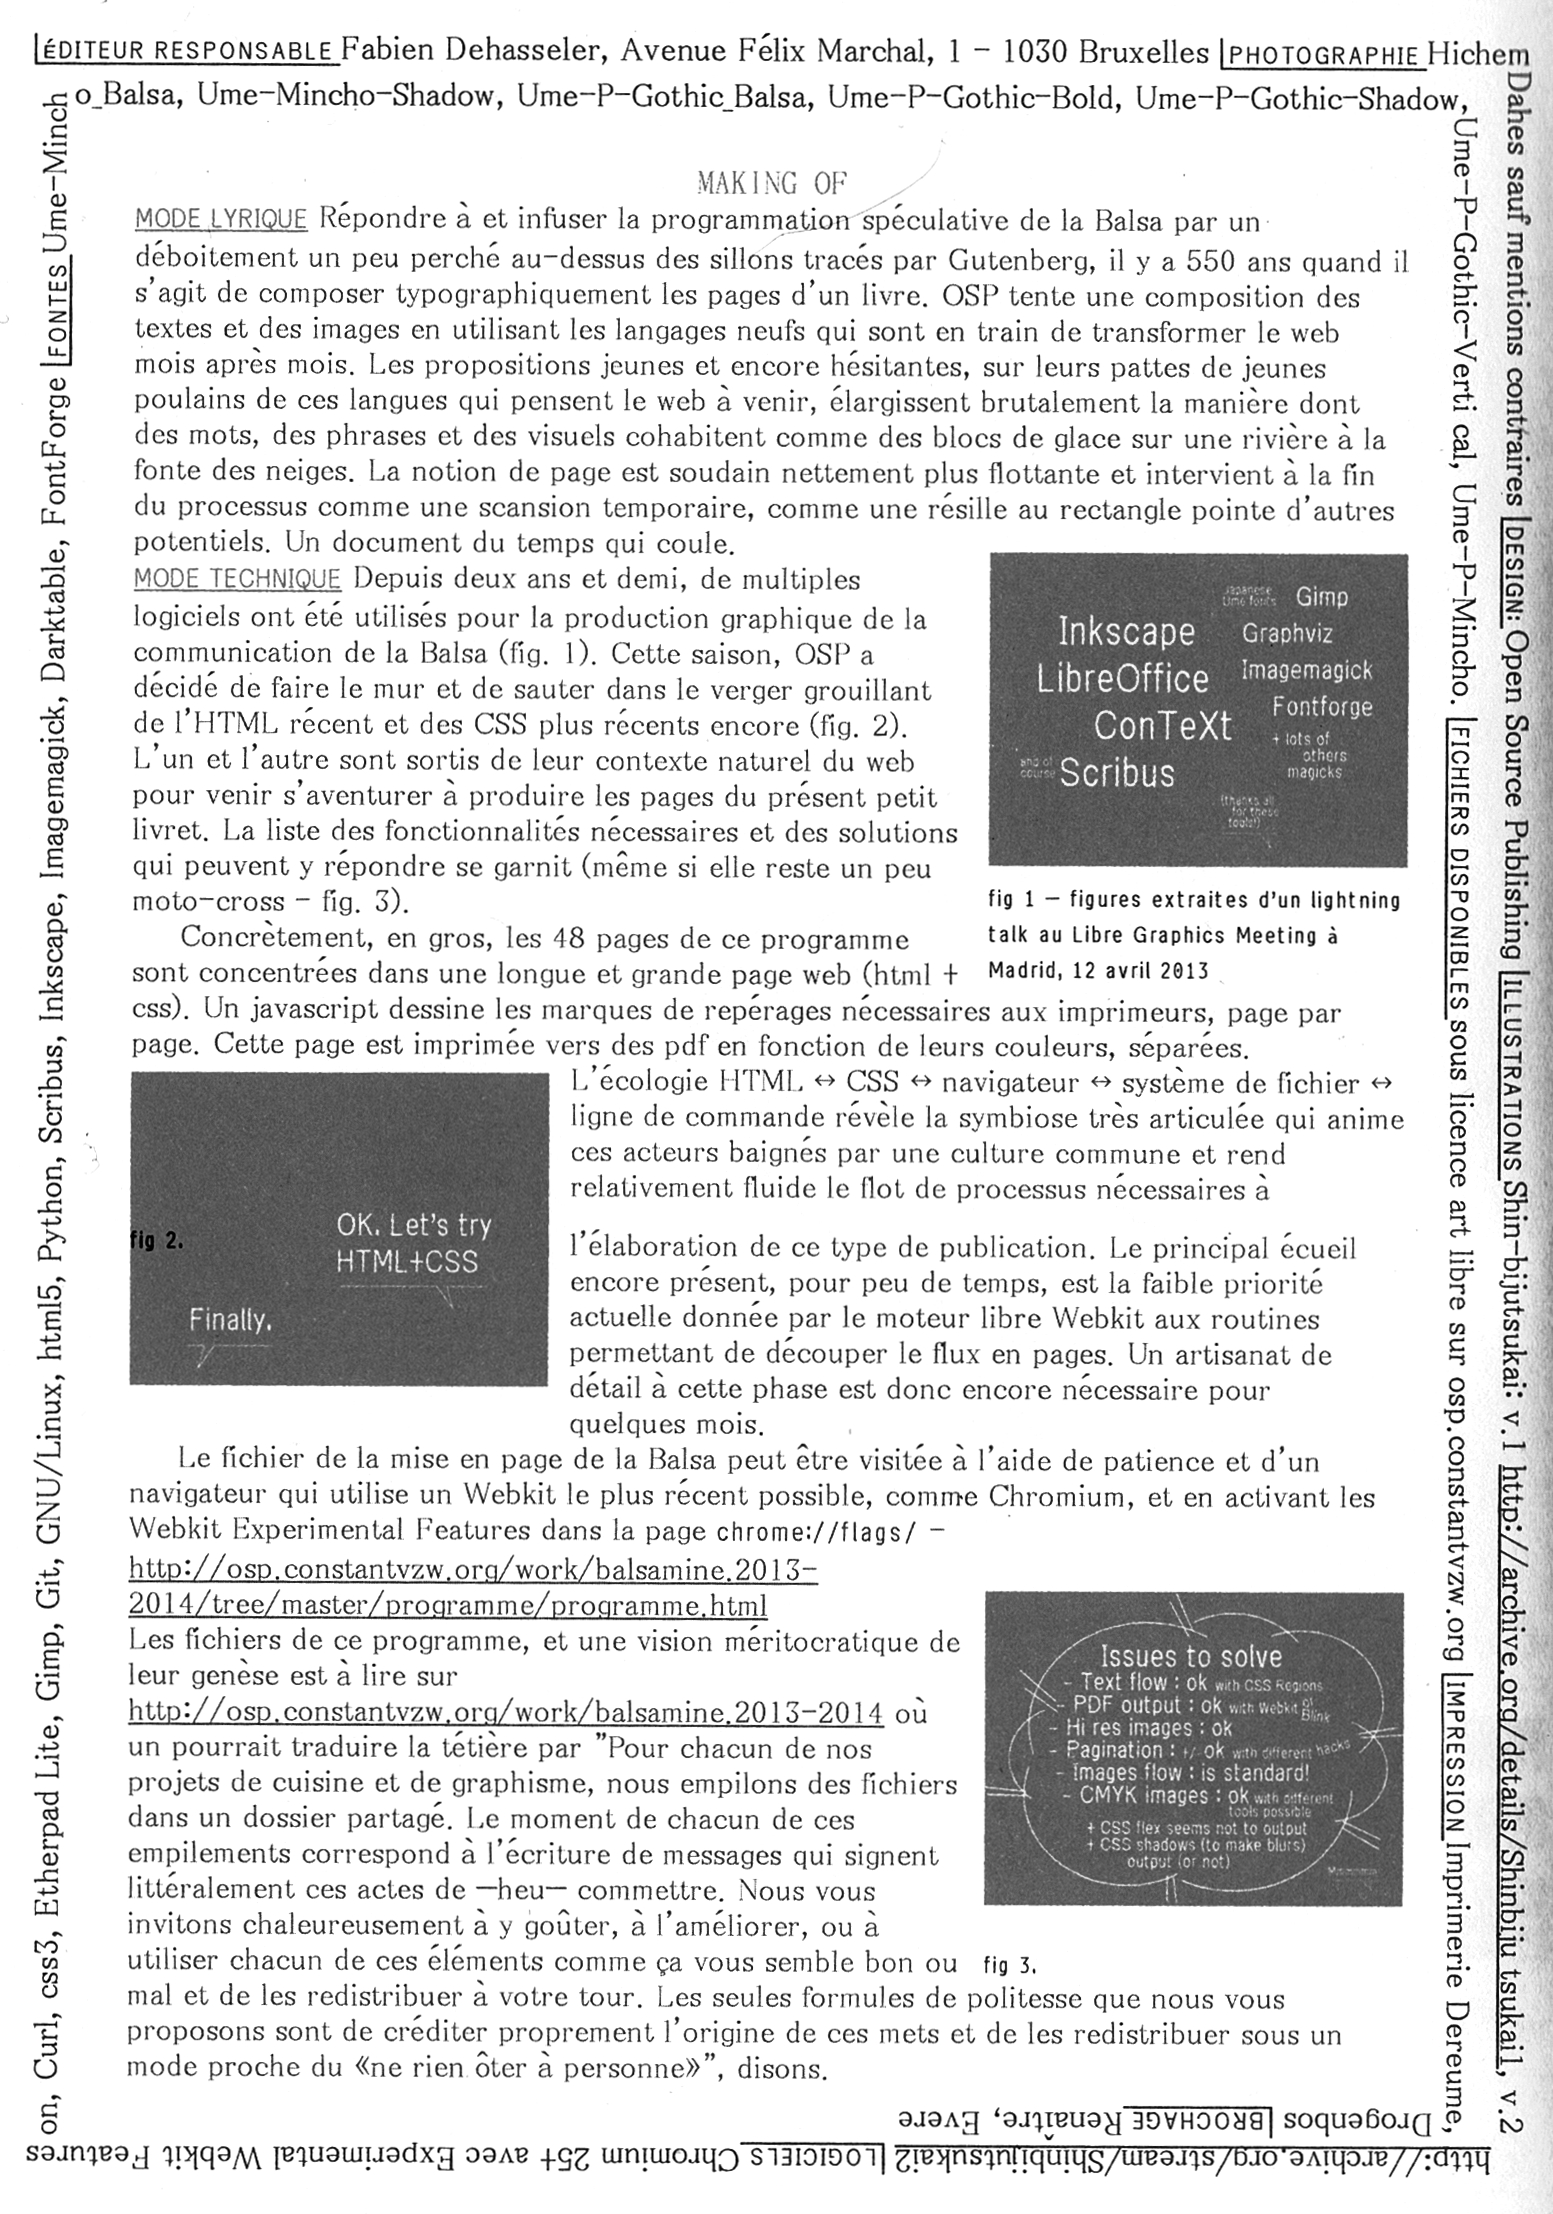 ÉDITEUR RESPONSABLE Fabien Dehasseler, Avenue Félix Marchal, 1 – 1030 Bruxelles PHOTOGRAPHIE Hichem
Dahes sauf mentions contraires DESIGN: Open Source Publishing ILLUSTRATIONS Shin-bijutsukai: v.1 http://archive.org/details/Shinbiju tsukai1, v.2
http://archive.org/stream/Shinbijutsukai2 LOGICIELS Chromium 25+ avec Experimental Webkit Features
on, Curl, css3, Etherpad Lite, Gimp, Git, GNU/Linux, html5, Python, Scribus, Inkscape, Imagemagick, Darktable, FontForge FONTES Ume-Minch
o_Balsa, Ume-Mincho-Shadow, Ume-P-Gothic_Balsa, Ume-P-Gothic-Bold, Ume-P-Gothic-Shadow,
Ume-P-Gothic-Verti cal, Ume-P-Mincho. FICHIERS DISPONIBLES sous licence art libre sur osp.constantvzw.org IMPRESSION Imprimerie Dereume,
Drogenbos BROCHAGE Renaître, Evere
MAKING OF
MODE LYRIQUE Répondre à et infuser la programmation spéculative de la Balsa par un
déboitement un peu perché au-dessus des sillons tracés par Gutenberg, il y a 550 ans quand il
s'agit de composer typographiquement les pages d'un livre. OSP tente une composition des
textes et des images en utilisant les langages neufs qui sont en train de transformer le web
mois après mois. Les propositions jeunes et encore hésitantes, sur leurs pattes de jeunes
poulains de ces langues qui pensent le web à venir, élargissent brutalement la manière dont
des mots, des phrases et des visuels cohabitent comme des blocs de glace sur une rivière à la
fonte des neiges. La notion de page est soudain nettement plus flottante et intervient à la fin
du processus comme une scansion temporaire, comme une résille au rectangle pointe d'autres
potentiels. Un document du temps qui coule.
MODE TECHNIQUE Depuis deux ans et demi, de multiples
logiciels ont été utilisés pour la production graphique de la
communication de la Balsa (fig. 1). Cette saison, OSP a
décidé de faire le mur et de sauter dans le verger grouillant
de l'HTML récent et des CSS plus récents encore (fig. 2).
L'un et l'autre sont sortis de leur contexte naturel du web
pour venir s'aventurer à produire les pages du présent petit
livret. La liste des fonctionnalités nécessaires et des solutions
qui peuvent y répondre se garnit (même si elle reste un peu
moto-cross – fig. 3).
Japanese
Ume fonts
Gimp
Inkscape
Graphviz
LibreOffice
Imagemagick
Fontforge
ConTeXt
+ lots of
others
magicks
and of
course
Scribus
(thanks all
for these
tools!)
fig 1 – figures extraites d'un lightning
talk au Libre Graphics Meeting à
Madrid, 12 avril 2013
Concrètement, en gros, les 48 pages de ce programme
sont concentrées dans une longue et grande page web (html +
css). Un javascript dessine les marques de repérages nécessaires aux imprimeurs, page par
page. Cette page est imprimée vers des pdf en fonction de leurs couleurs, séparées.
L'écologie HTML ↔ CSS ↔ navigateur ↔ système de fichier ↔
ligne de commande révèle la symbiose très articulée qui anime
ces acteurs baignés par une culture commune et rend
relativement fluide le flot de processus nécessaires à
l'élaboration de ce type de publication. Le principal écueil
encore présent, pour peu de temps, est la faible priorité
actuelle donnée par le moteur libre Webkit aux routines
permettant de découper le flux en pages. Un artisanat de
détail à cette phase est donc encore nécessaire pour
quelques mois.
fig 2.
OK. Let's try
HTML+CSS
Finally.
Le fichier de la mise en page de la Balsa peut être visitée à l'aide de patience et d'un
navigateur qui utilise un Webkit le plus récent possible, comme Chromium, et en activant les
Webkit Experimental Features dans la page chrome://flags/ –
http://osp.constantvzw.org/work/balsamine.2013-
2014/tree/master/programme/programme.html
Les fichiers de ce programme, et une vision méritocratique de
leur genèse est à lire sur
http://osp.constantvzw.org/work/balsamine.2013-2014 où
un pourrait traduire la tétière par "Pour chacun de nos
projets de cuisine et de graphisme, nous empilons des fichiers
dans un dossier partagé. Le moment de chacun de ces
empilements correspond à l'écriture de messages qui signent
littéralement ces actes de —heu— commettre. Nous vous
invitons chaleureusement à y goûter, à l'améliorer, ou à
utiliser chacun de ces éléments comme ça vous semble bon ou
mal et de les redistribuer à votre tour. Les seules formules de politesse que nous vous
proposons sont de créditer proprement l'origine de ces mets et de les redistribuer sous un
mode proche du «ne rien ôter à personne»", disons.
Issues to solve
- Text flow : ok with CSS Regions
- PDF output : ok with Webkit or Blink
- Hi res images : ok
- Pagination : +/- ok with different hacks
- Images flow : is standard!
- CMYK images : ok with different
tools possible
+ CSS flex seems not to output
+ CSS shadows (to make blurs)
output (or not)
fig 3.